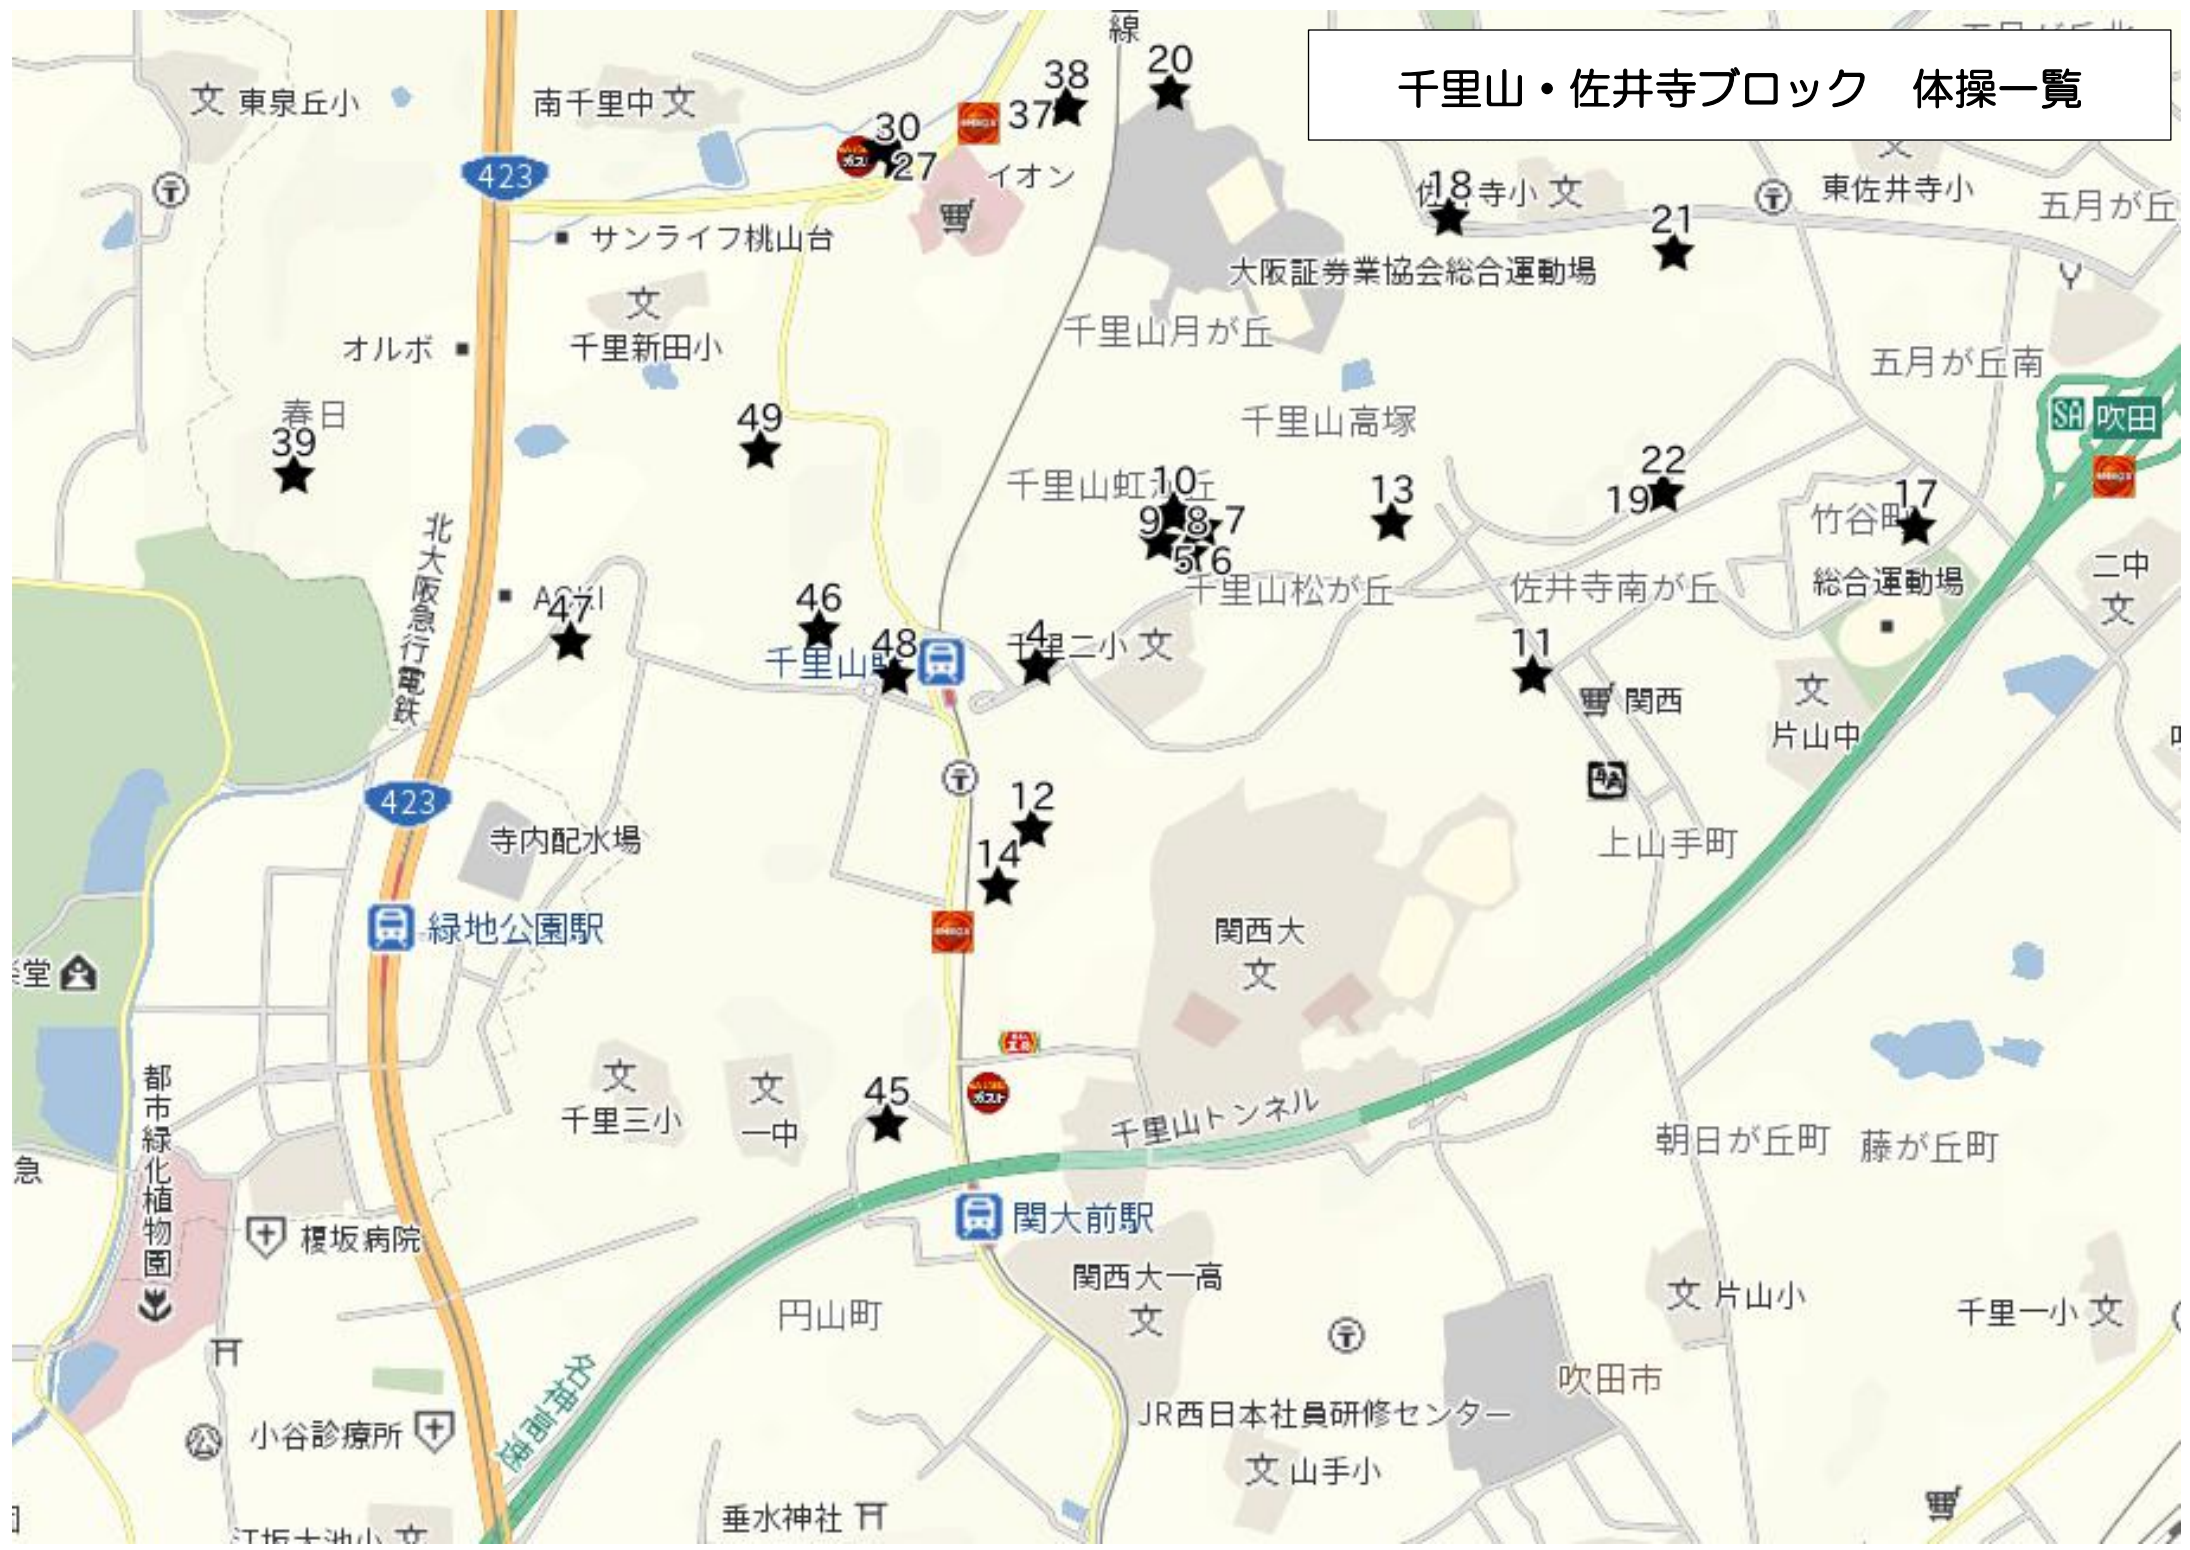 線
千里山・佐井寺ブロック　体操一覧
東泉丘小
南千里中
38
20
37
30
27
イオン
423
サンライフ桃山台
18
寺小
21
東佐井寺小
五月が丘
大阪証券業協会総合運動場
千里新田小
オルボ
千里山月が丘
五月が丘南
千里山高塚
SA 吹田
春日
39
49
10
9
8
7
5
6
13
22
19
17
竹谷町
総合運動場
二中
北大阪急行電鉄
千里山松が丘
佐井寺南が丘
47
46
48
4
千里二小
11
関西
片山中
423
寺内配水場
12
14
上山手町
緑地公園駅
関西大
堂
千里三小
一中
45
ガスト
千里山トンネル
朝日が丘町
藤が丘町
都市緑化植物園
急
榎坂病院
関大前駅
関西大一高
円山町
片山小
千里一小
名神高速
吹田市
小谷診療所
JR西日本社員研修センター
山手小
垂水神社
江坂大池小